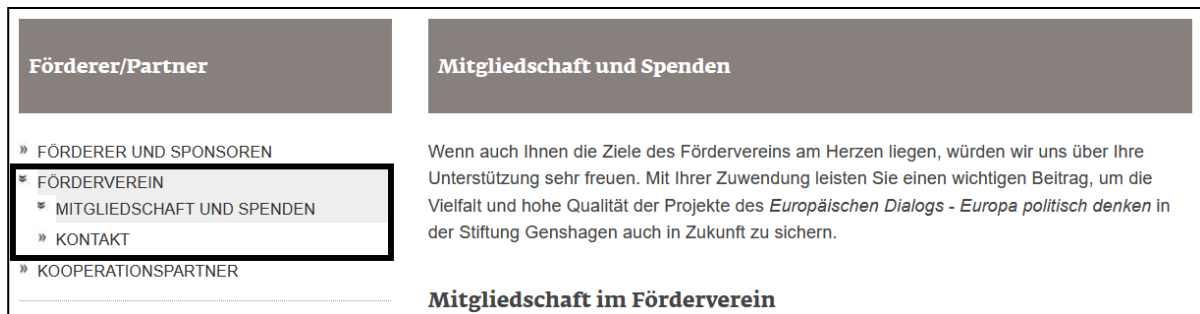 Förderer/Partner
» FÖRDERER UND SPONSOREN
FÖRDERVEREIN
MITGLIEDSCHAFT UND SPENDEN
» KONTAKT
» KOOPERATIONSPARTNER
Mitgliedschaft und Spenden
Wenn auch Ihnen die Ziele des Fördervereins am Herzen liegen, würden wir uns über Ihre
Unterstützung sehr freuen. Mit Ihrer Zuwendung leisten Sie einen wichtigen Beitrag, um die
Vielfalt und hohe Qualität der Projekte des Europäischen Dialogs - Europa politisch denken in
der Stiftung Genshagen auch in Zukunft zu sichern.
Mitgliedschaft im Förderverein